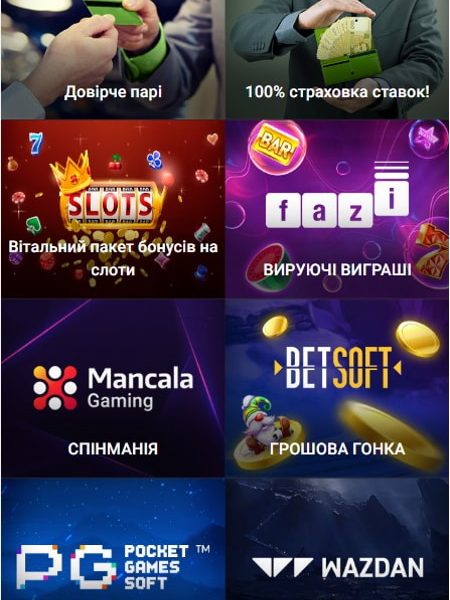 Довірче парі
100% страховка ставок!
BAR
7
SLOTS
Вітальний пакет бонусів на
слоти
fazi
ВИРУЮЧІ ВИГРАШІ
Mancala
Gaming
СПІНМАНІЯ
BETSOFT
ГРОШОВА ГОНКА
PG POCKET
GAMES
SOFT ™
WAZDAN